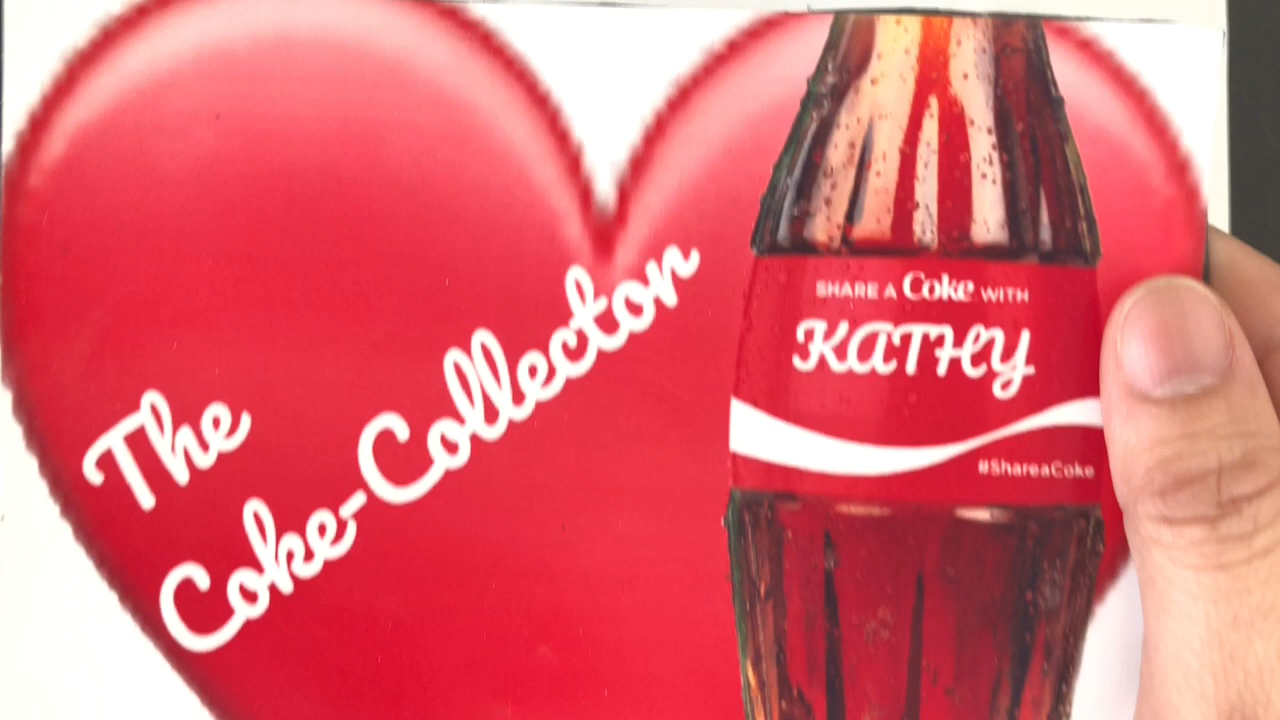 The
Coke-Collector
SHARE A Coke WITH
KATHY
#ShareaCoke